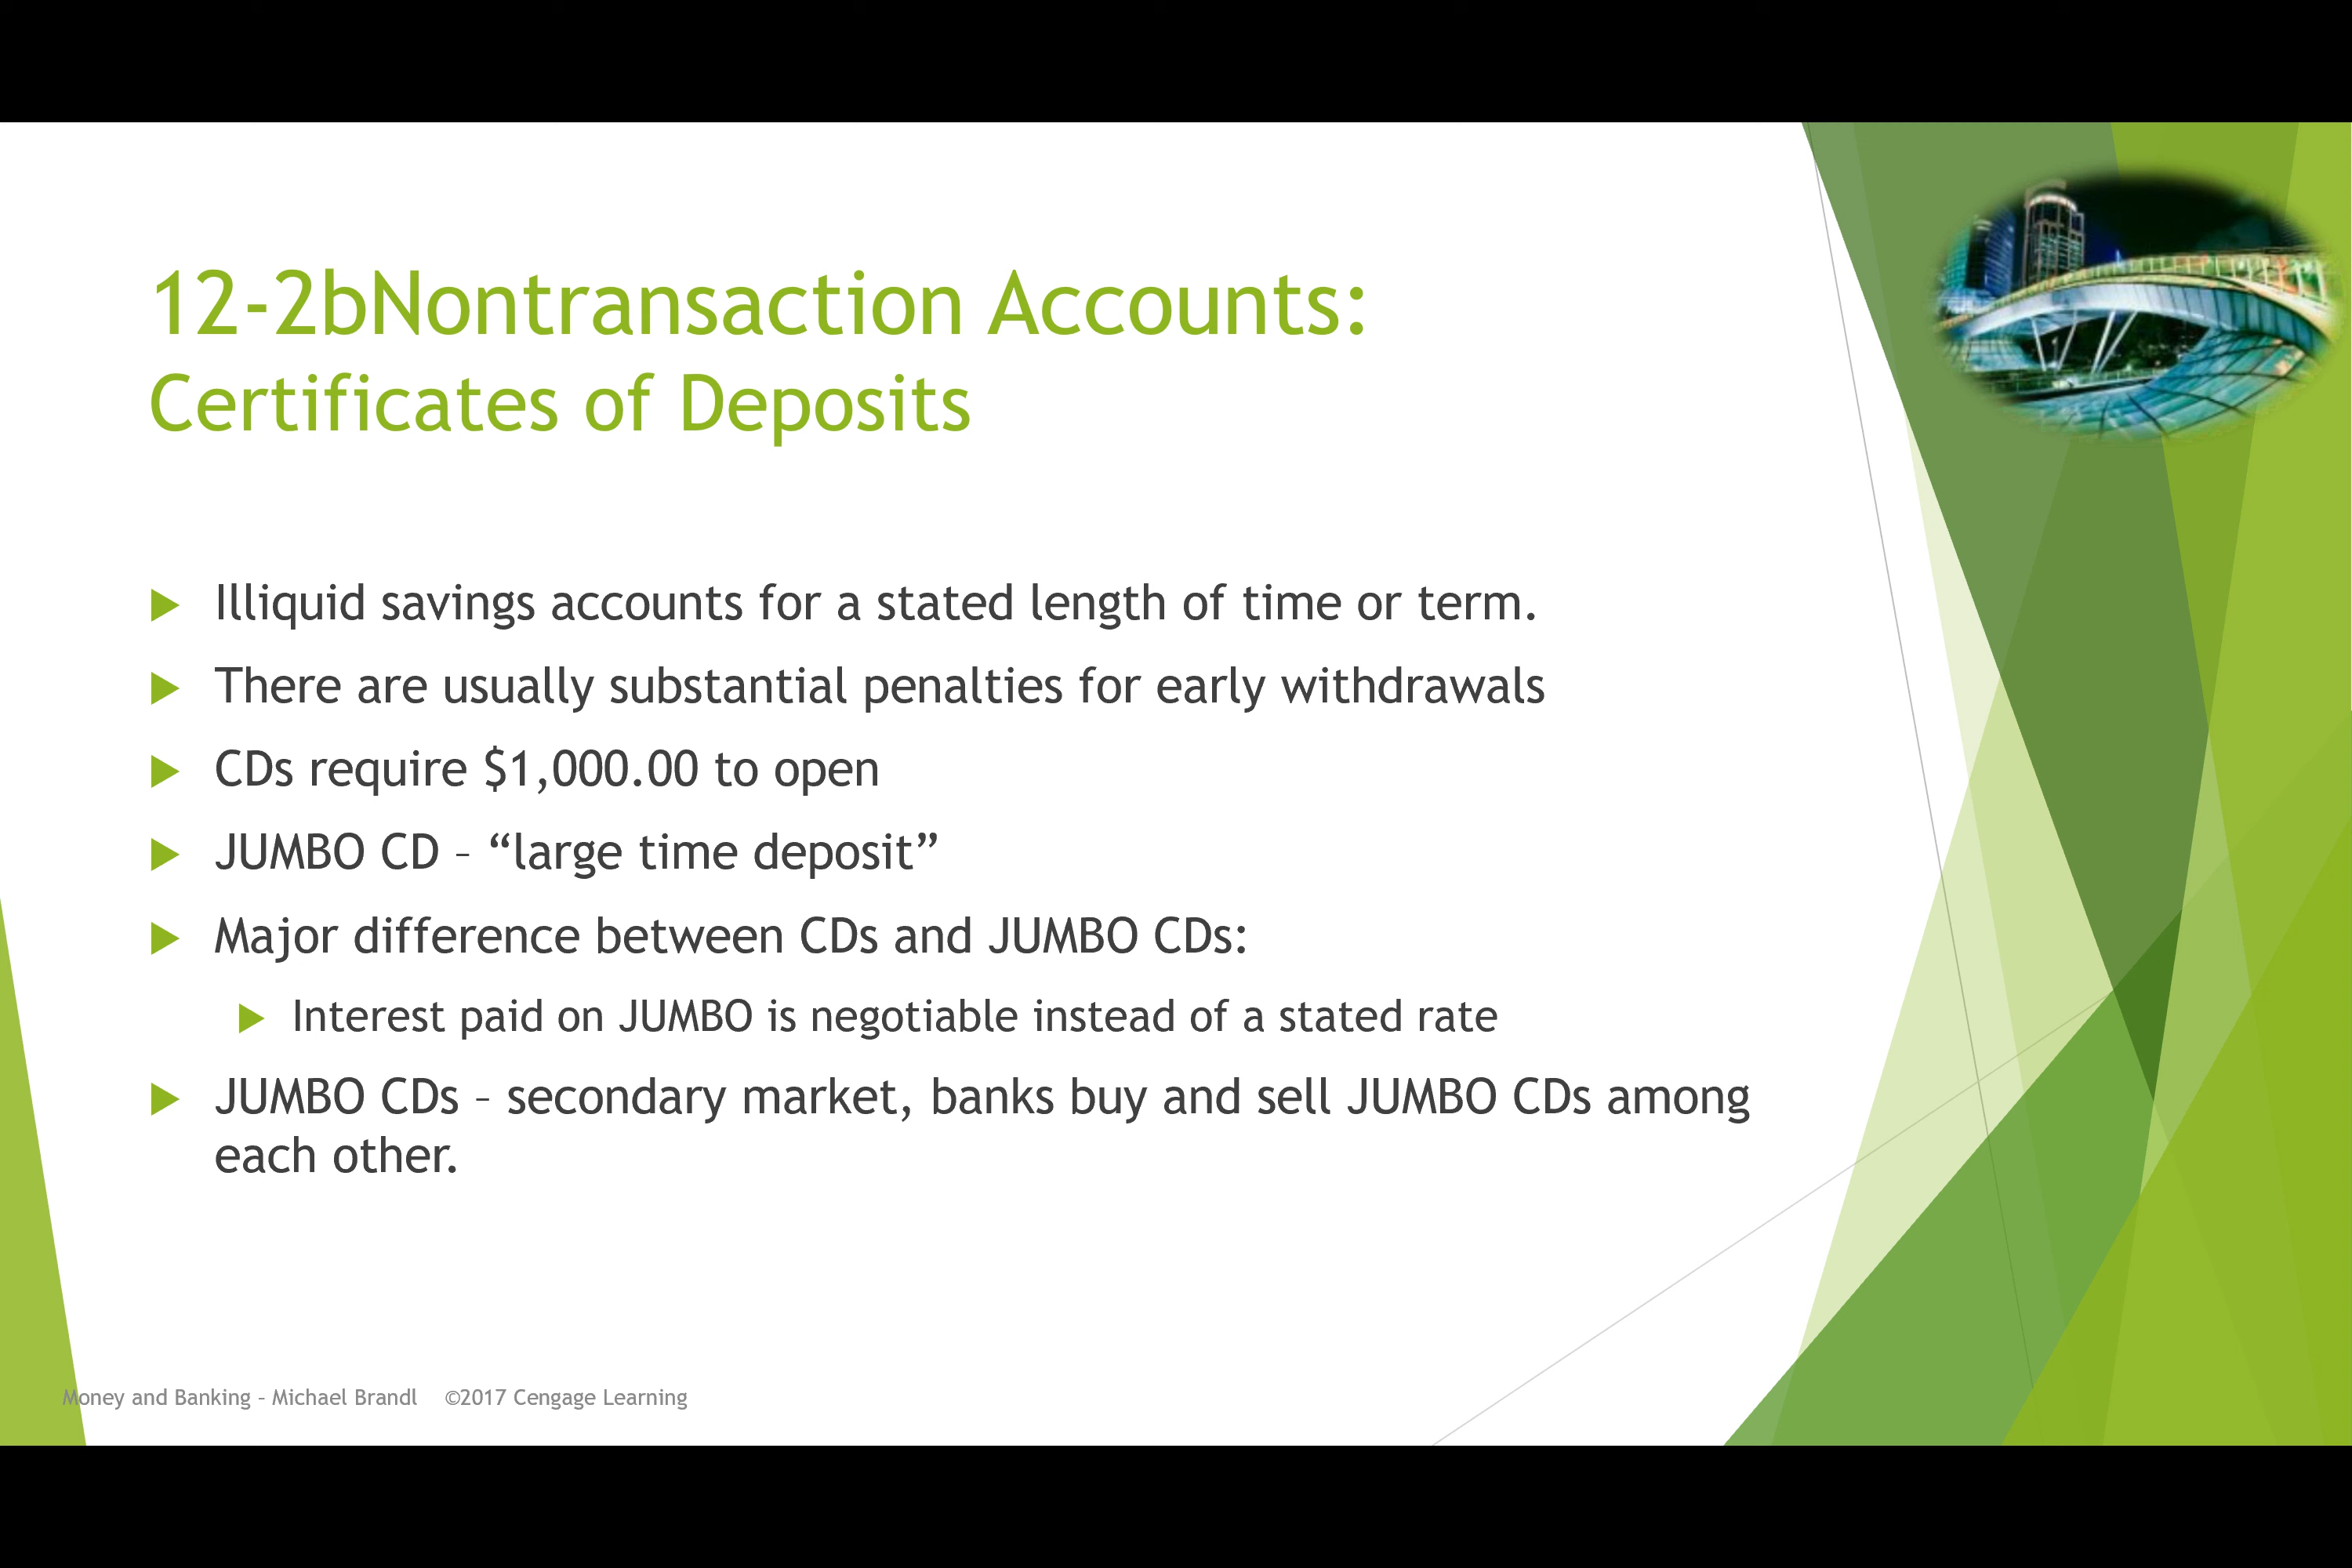 12-2bNontransaction Accounts:
Certificates of Deposits
Illiquid savings accounts for a stated length of time or term.
There are usually substantial penalties for early withdrawals
CDs require $1,000.00 to open
JUMBO CD – “large time deposit”
Major difference between CDs and JUMBO CDs:
Interest paid on JUMBO is negotiable instead of a stated rate
JUMBO CDs – secondary market, banks buy and sell JUMBO CDs among
each other.
Money and Banking – Michael Brandl ©2017 Cengage Learning